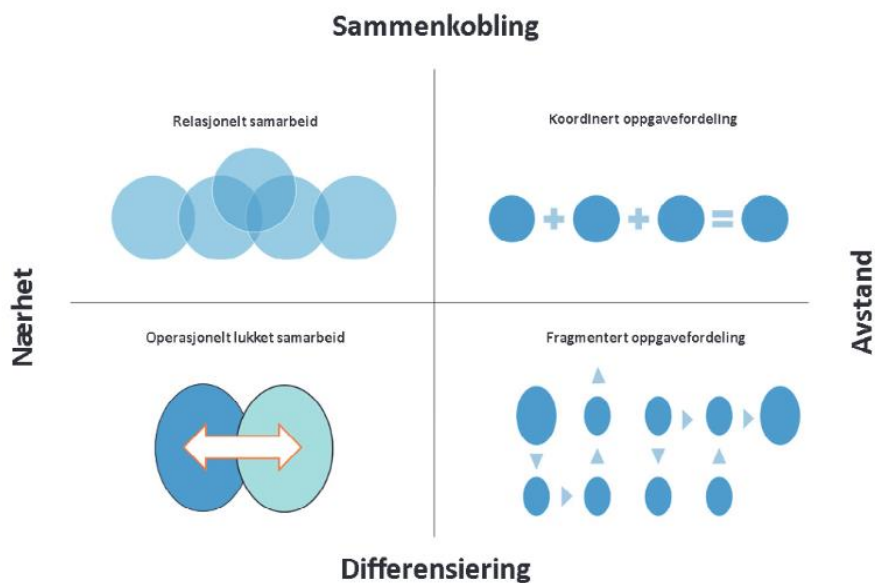 Sammenkobling
Relasjonelt samarbeid
Koordinert oppgavefordeling
Nærhet
Avstand
Operasjonelt lukket samarbeid
Fragmentert oppgavefordeling
Differensiering